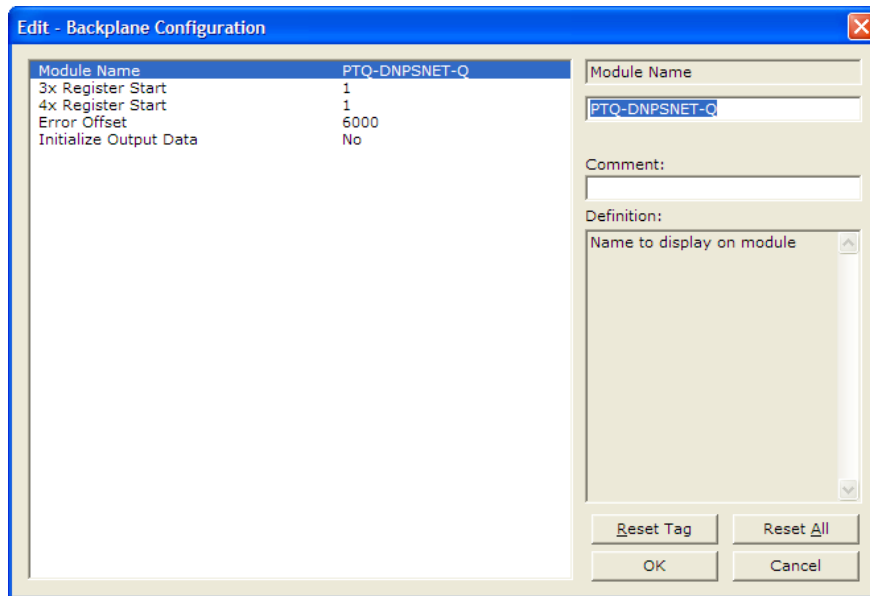 Edit - Backplane Configuration
Module Name PTQ-DNPSNET-Q
3x Register Start 1
4x Register Start 1
Error Offset 6000
Initialize Output Data No
Module Name
PTQ-DNPSNET-Q
Comment:
Definition:
Name to display on module
Reset Tag Reset All
OK Cancel